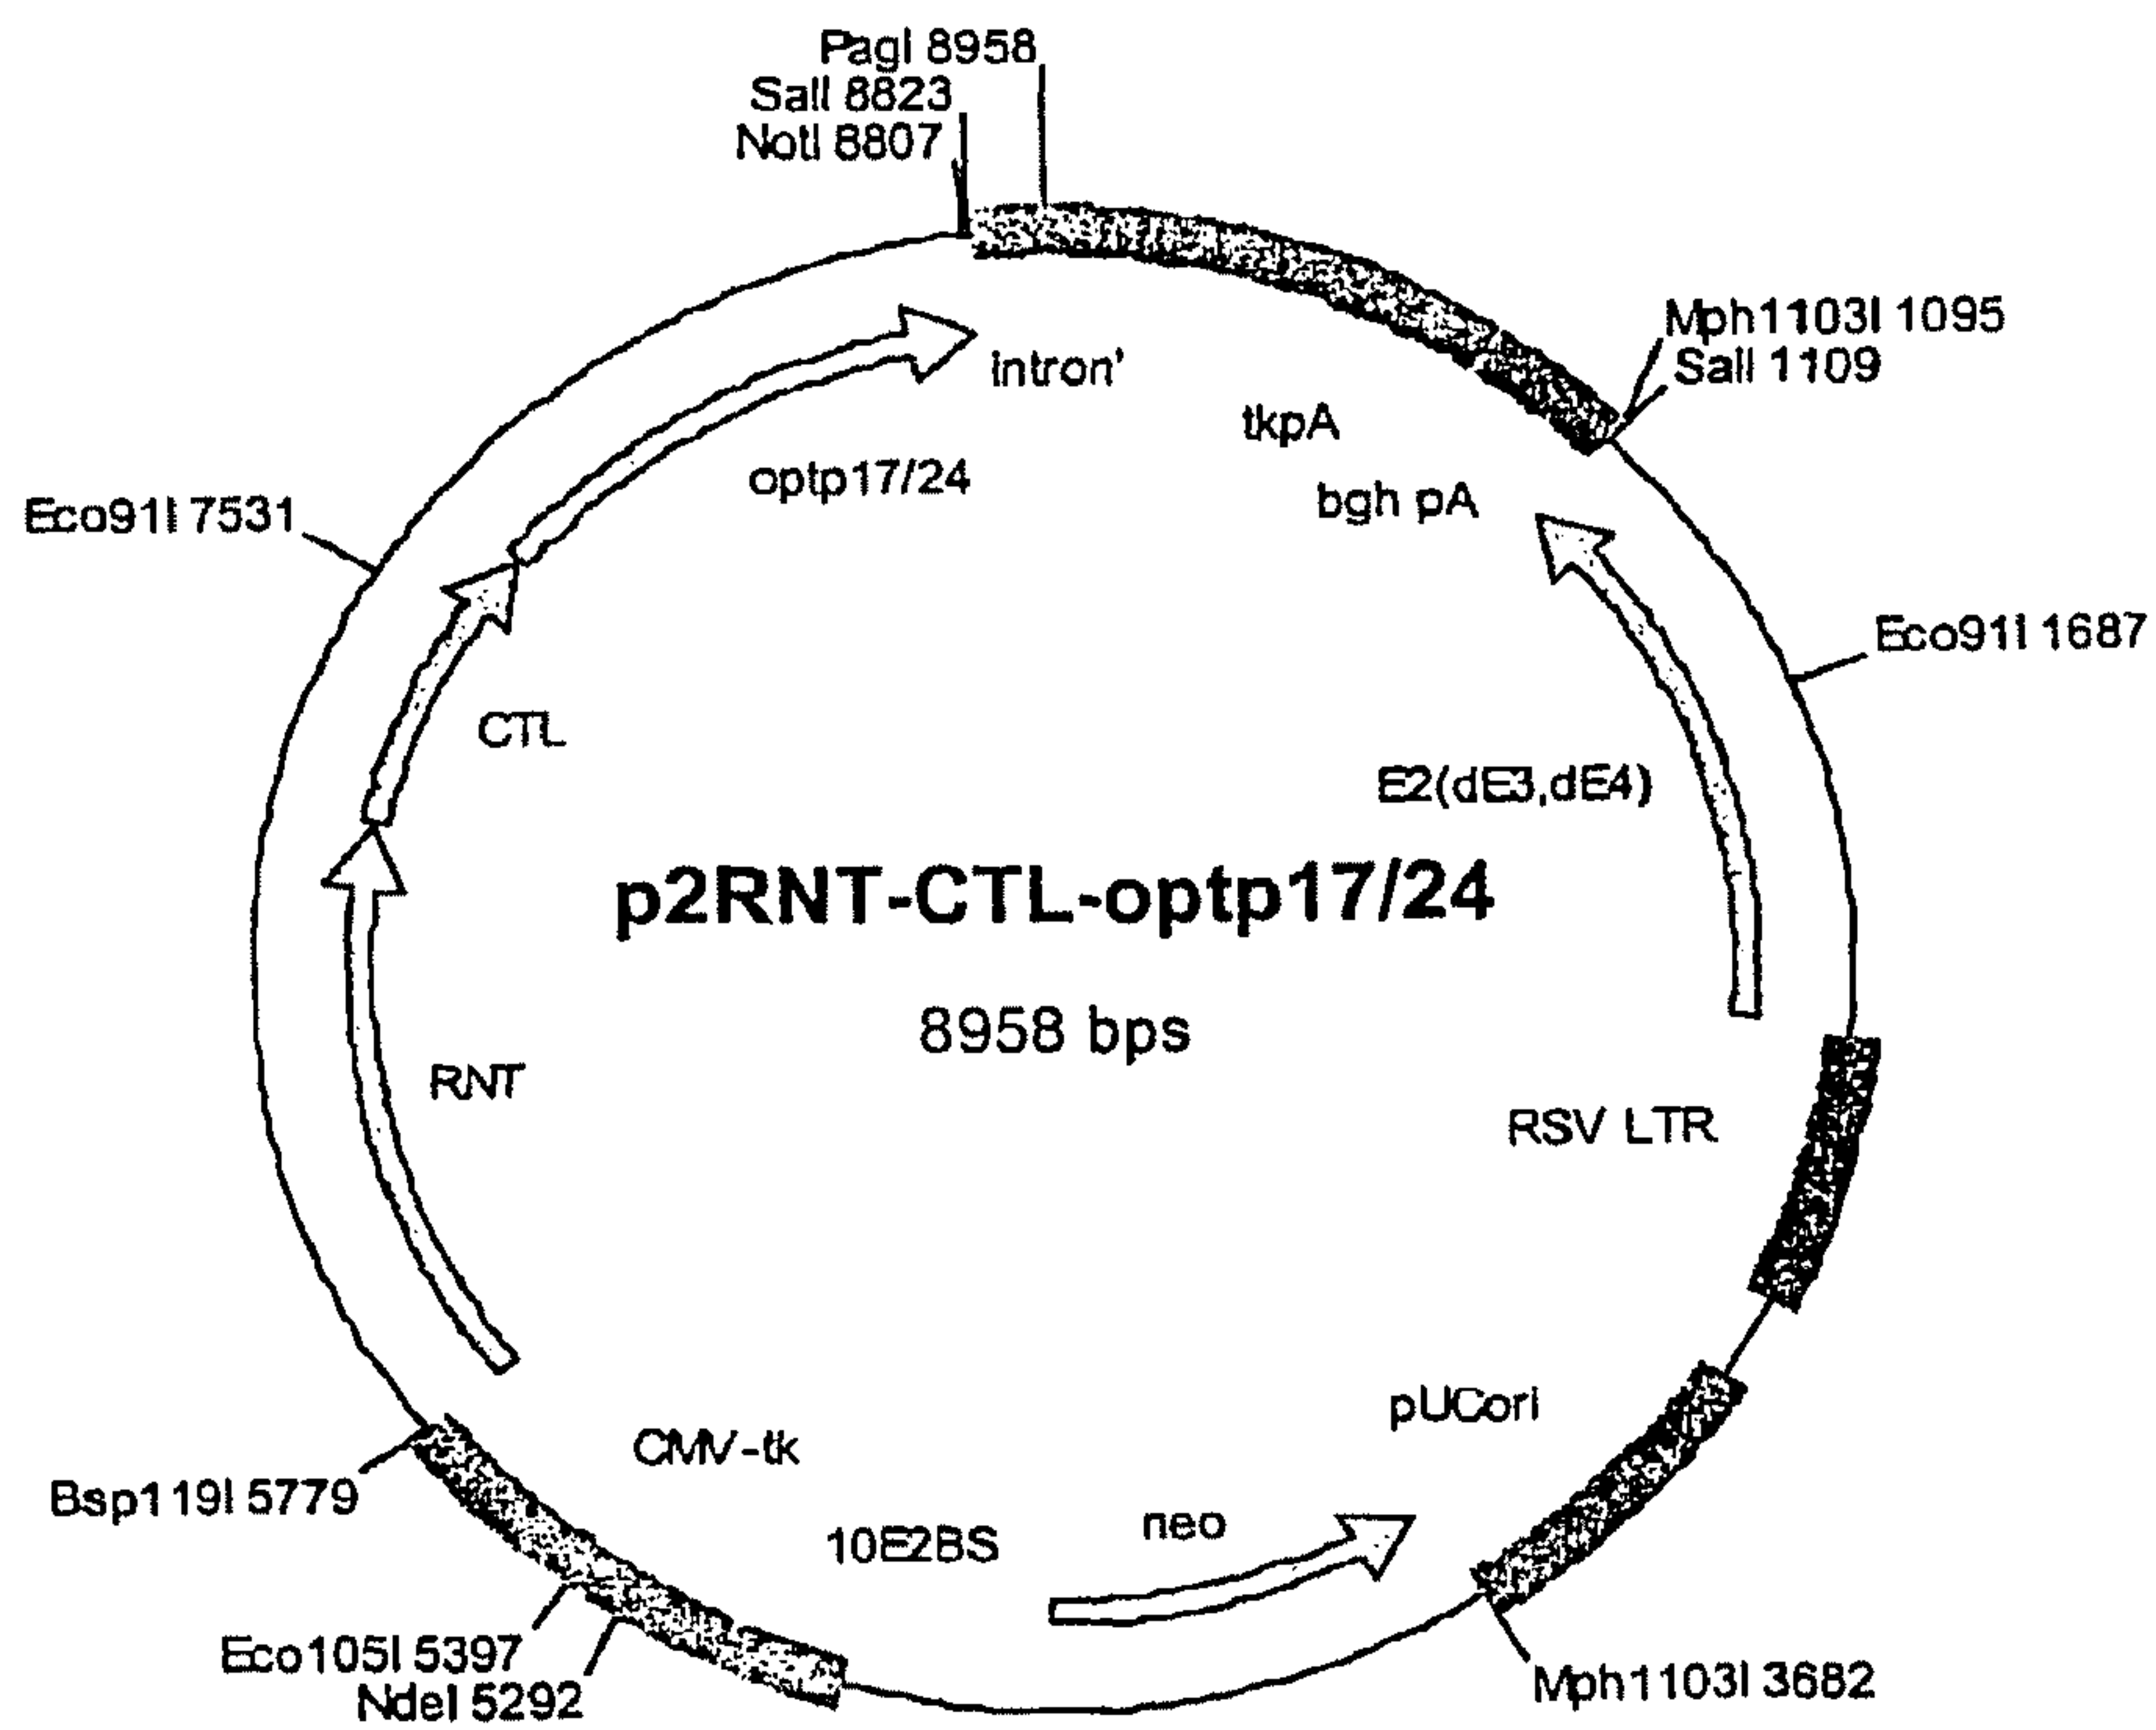 PagI 8958
SalI 8823
NotI 8807
Mph1103I 1095
SalI 1109
intron'
tkpA
optp17/24
bgh pA
Eco91I 7531
Eco91I 1687
CTL
E2(dE3,dE4)
p2RNT-CTL-optp17/24
8958 bps
RNT
RSV LTR
pUCori
CMV-tk
Bsp119I 5779
neo
10E2BS
Eco105I 5397
NdeI 5292
Mph1103I 3682